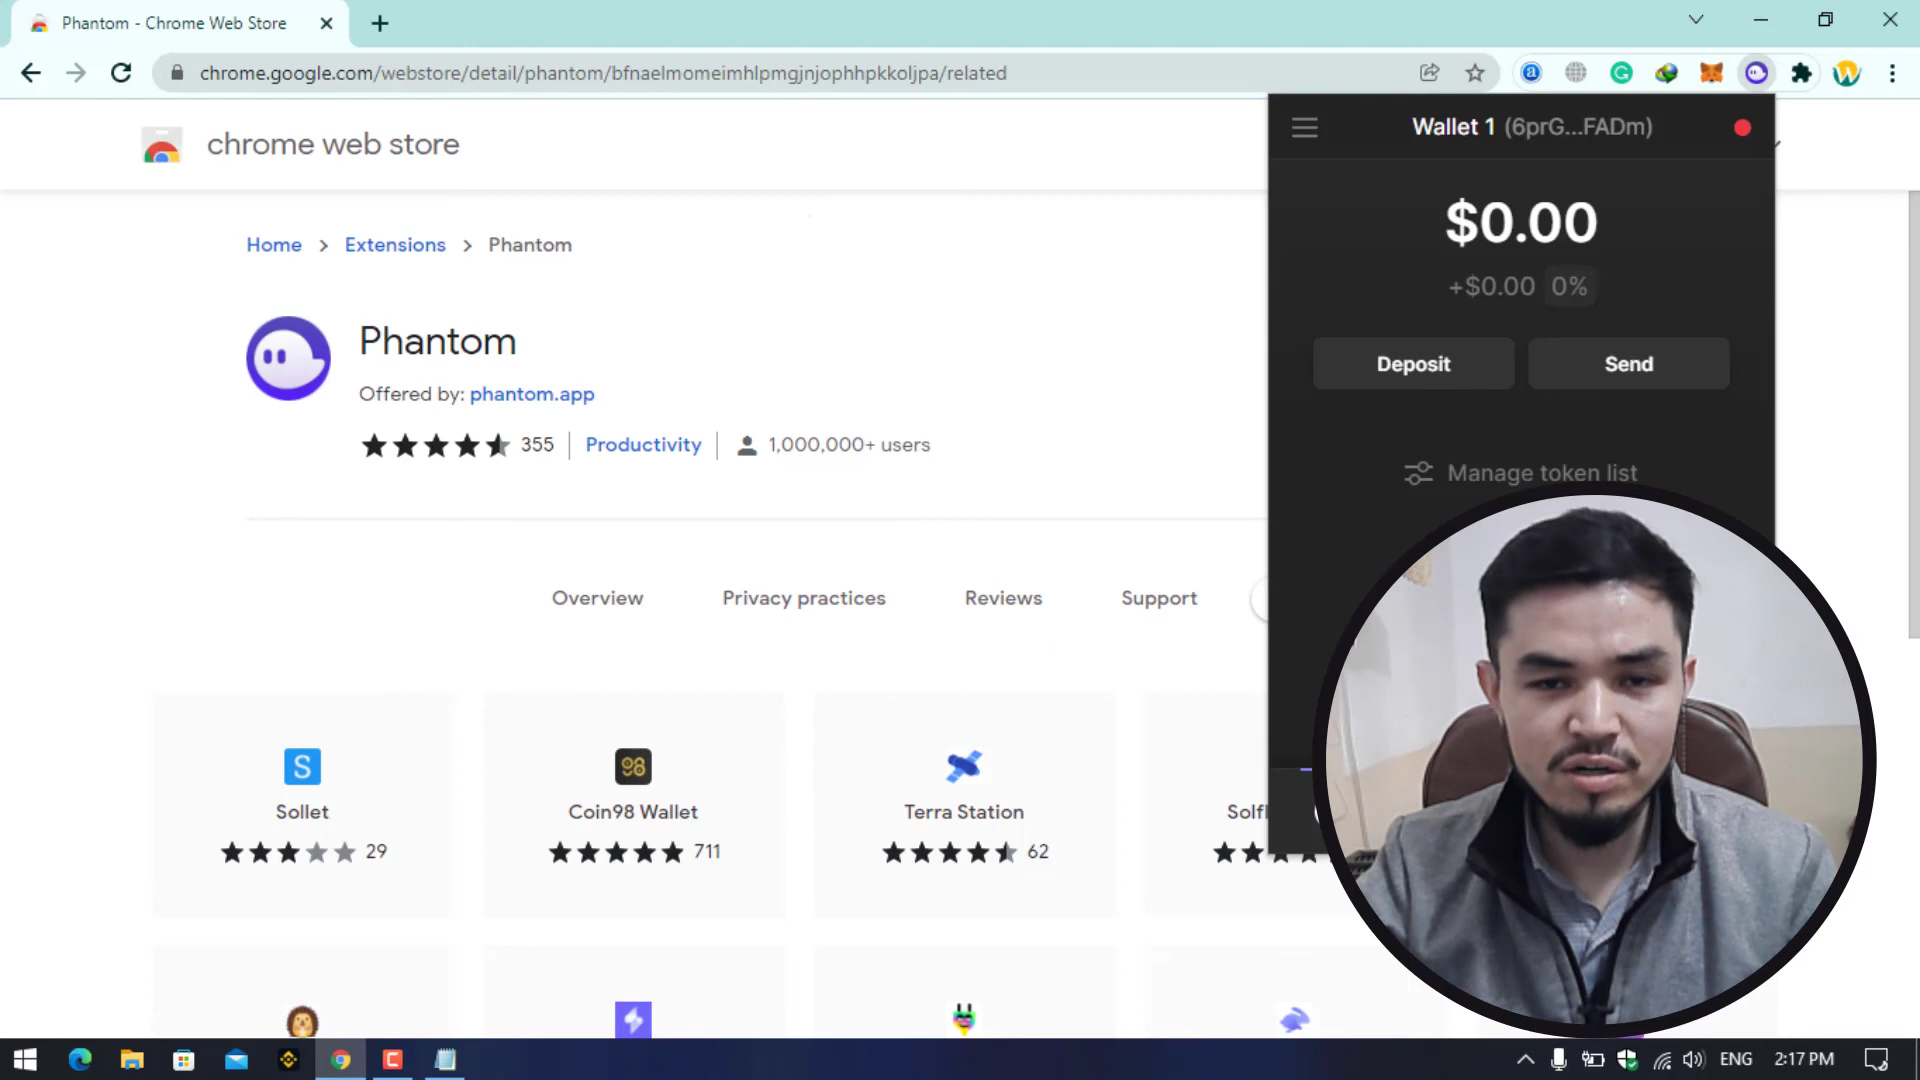 Phantom - Chrome Web Store
chrome.google.com/webstore/detail/phantom/bfnaelmomeimhlpmgjnjophhpkkoljpa/related
chrome web store
Home > Extensions > Phantom
Phantom
Offered by: phantom.app
355 Productivity 1,000,000+ users
Overview Privacy practices Reviews Support
S
Sollet
29
98
Coin98 Wallet
711
Terra Station
62
Wallet 1 (6prG...FADm)
$0.00
+$0.00 0%
Deposit Send
Manage token list
ENG 2:17 PM